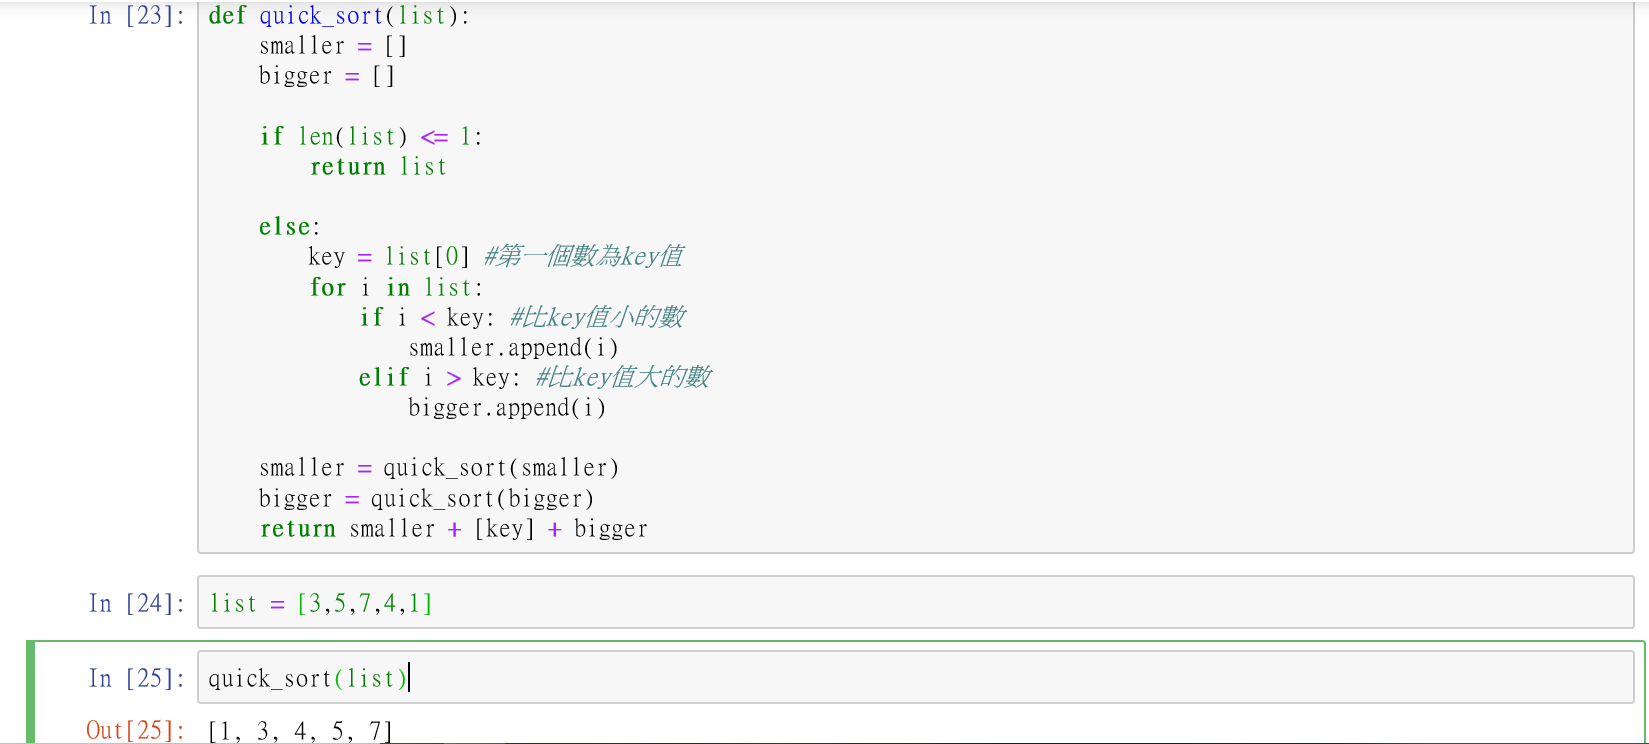 In [23]: def quick_sort(list):
    smaller = []
    bigger = []
    if len(list) <= 1:
        return list
    else:
        key = list[0] #第一個數為key值
        for i in list:
            if i < key: #比key值小的數
                smaller.append(i)
            elif i > key: #比key值大的數
                bigger.append(i)
    smaller = quick_sort(smaller)
    bigger = quick_sort(bigger)
    return smaller + [key] + bigger
In [24]: list = [3,5,7,4,1]
In [25]: quick_sort(list)
Out[25]: [1, 3, 4, 5, 7]